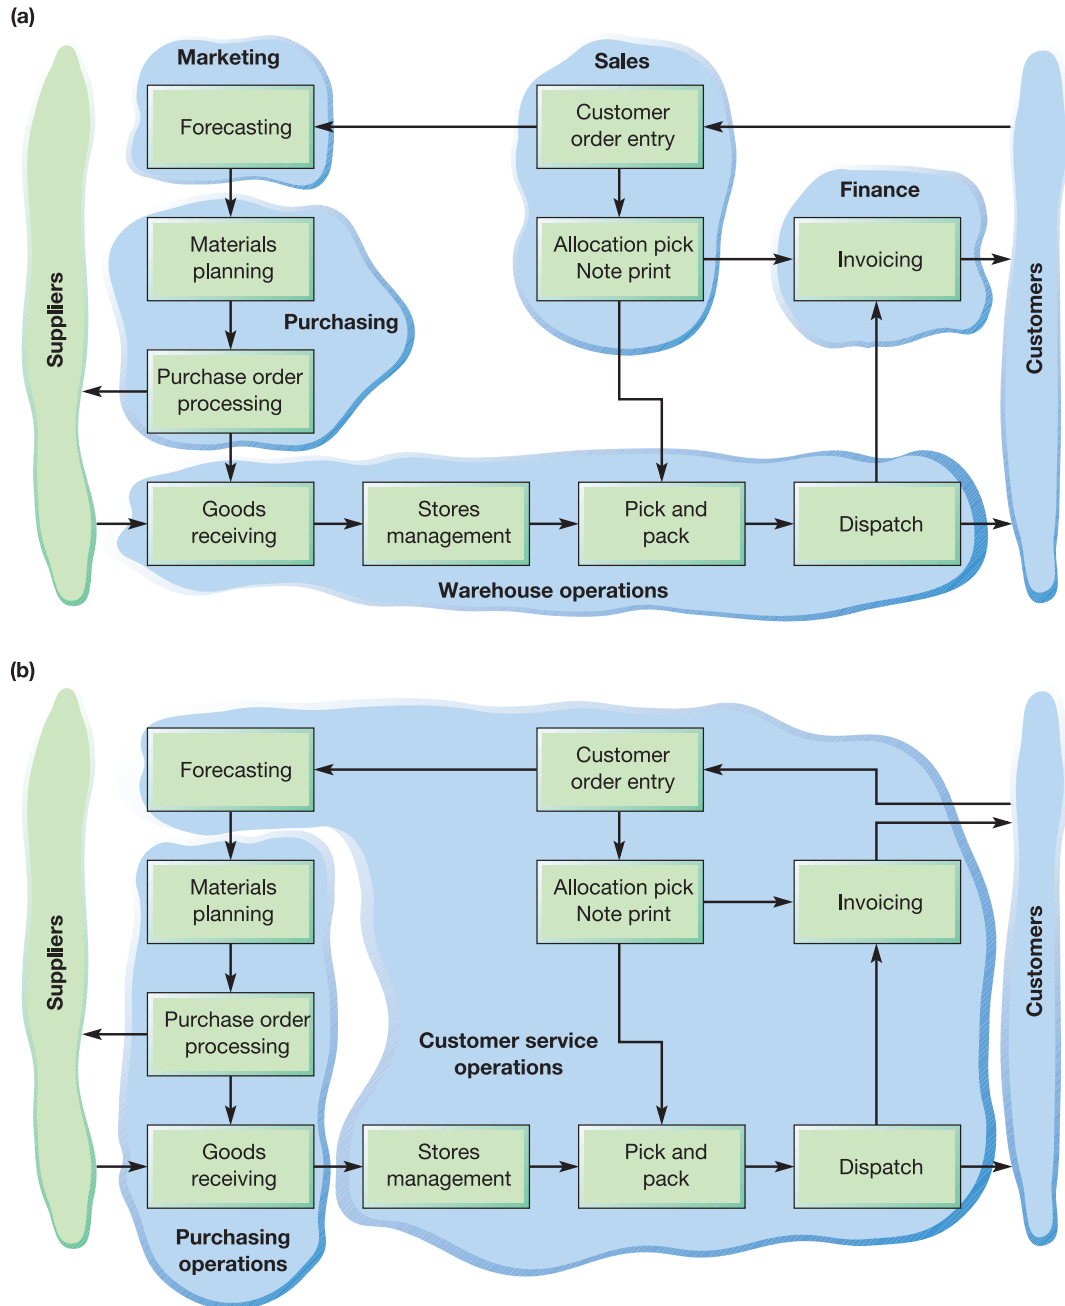 (a)
Marketing
Sales
Forecasting
Customer
order entry
Finance
Materials
planning
Allocation pick
Note print
Invoicing
Suppliers
Purchasing
Customers
Purchase order
processing
Goods
receiving
Stores
management
Pick and
pack
Dispatch
Warehouse operations
(b)
Forecasting
Customer
order entry
Materials
planning
Allocation pick
Note print
Invoicing
Suppliers
Customers
Purchase order
processing
Customer service
operations
Goods
receiving
Stores
management
Pick and
pack
Dispatch
Purchasing
operations